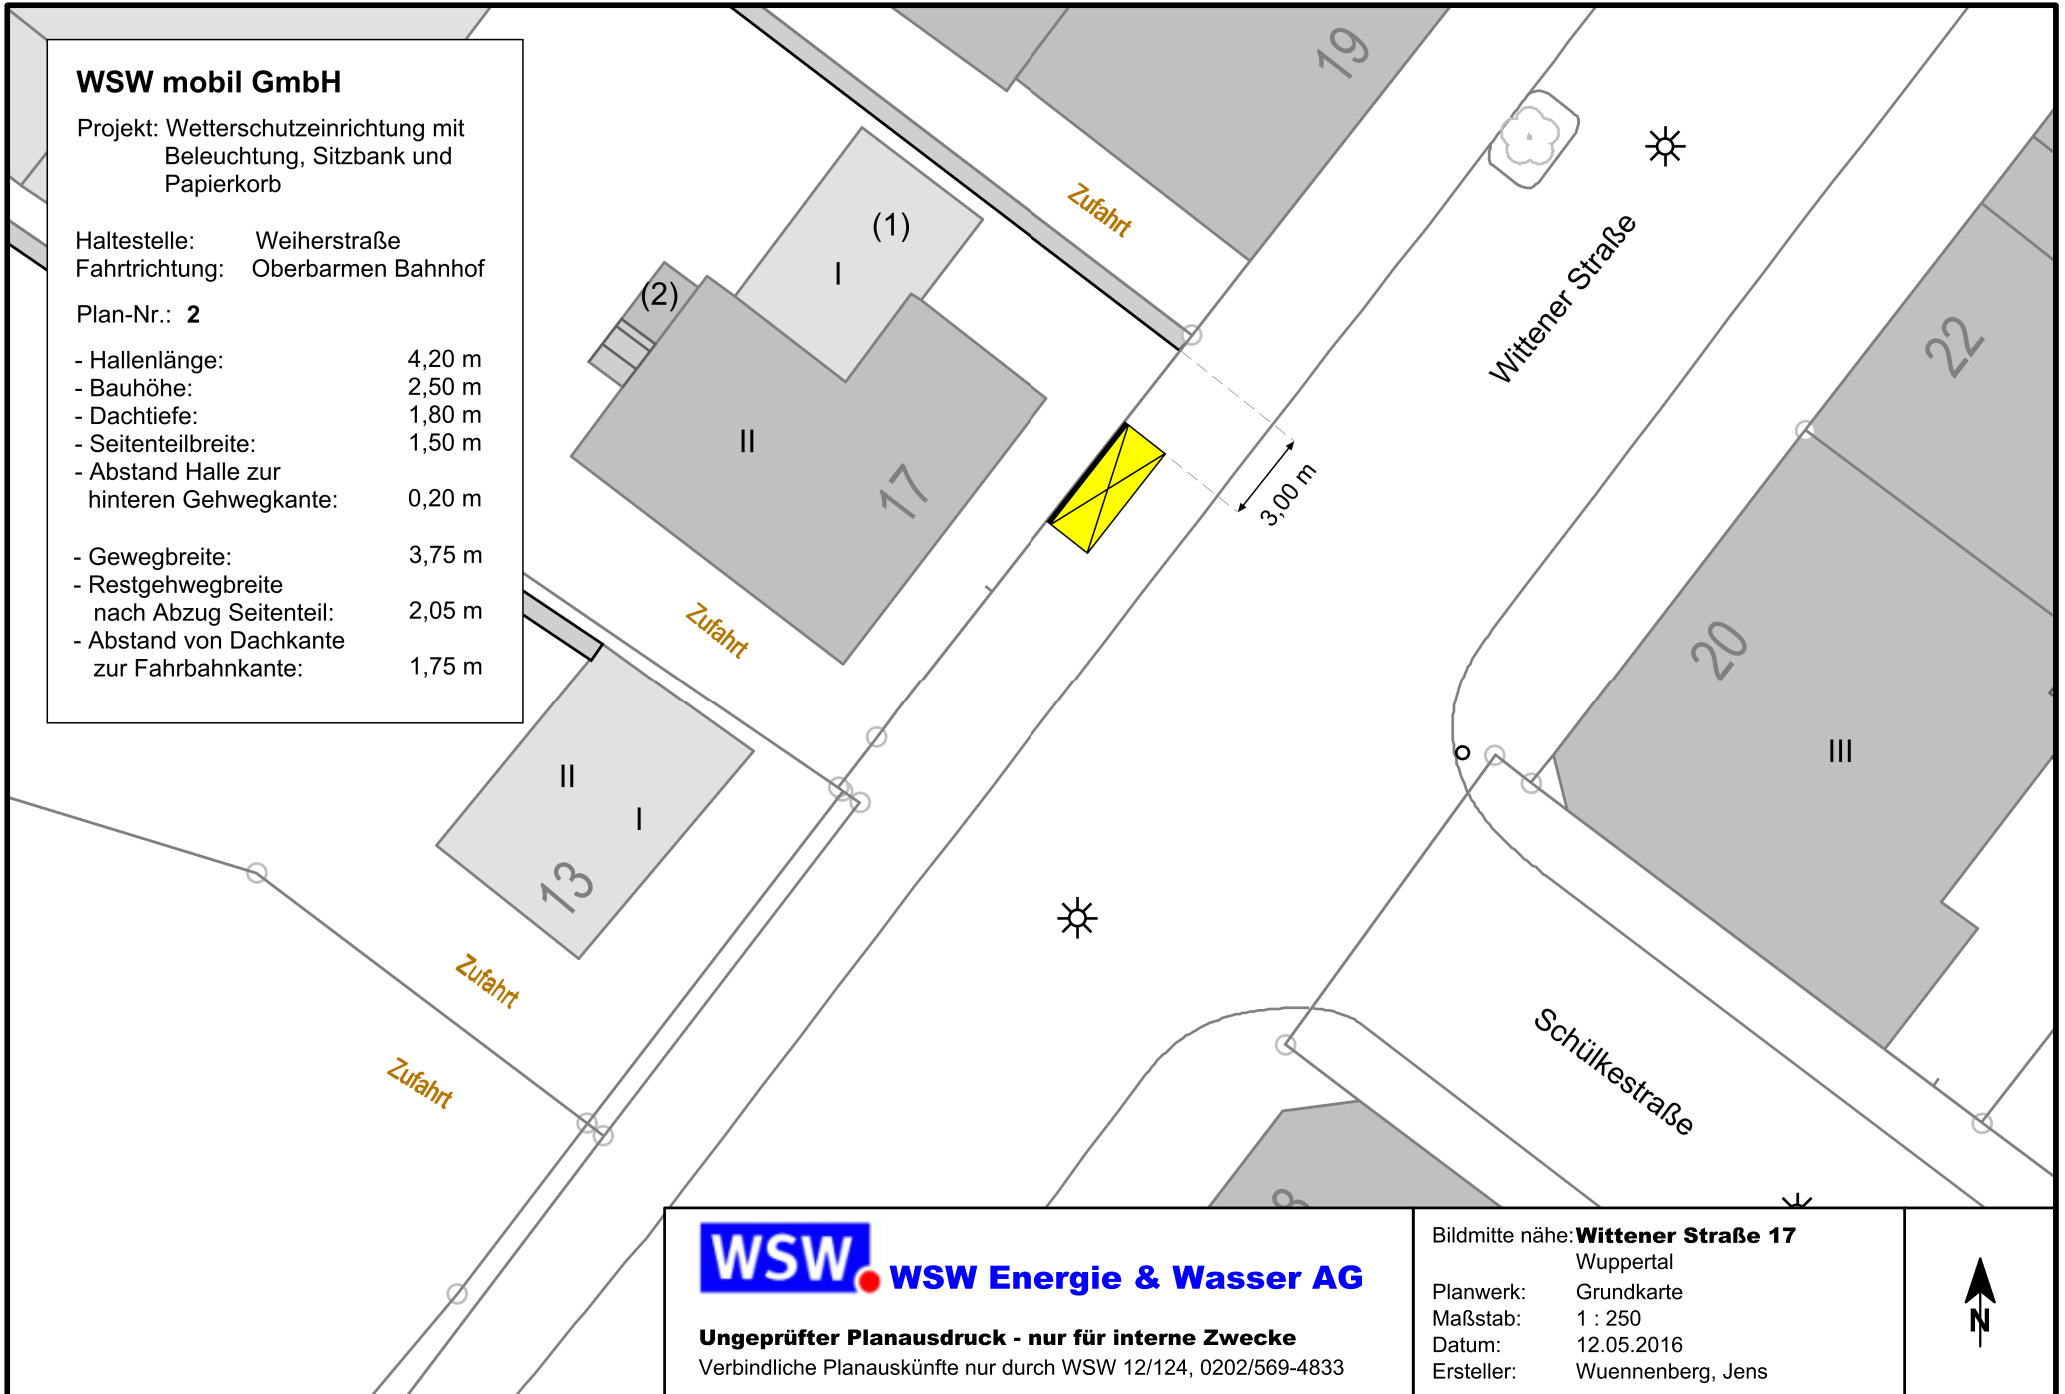 WSW mobil GmbH
Projekt: Wetterschutzeinrichtung mit
Beleuchtung, Sitzbank und
Papierkorb
Haltestelle: Weiherstraße
Fahrtrichtung: Oberbarmen Bahnhof
Plan-Nr.: 2
- Hallenlänge: 4,20 m
- Bauhöhe: 2,50 m
- Dachtiefe: 1,80 m
- Seitenteilbreite: 1,50 m
- Abstand Halle zur
hinteren Gehwegkante: 0,20 m
- Gewegbreite: 3,75 m
- Restgehwegbreite
nach Abzug Seitenteil: 2,05 m
- Abstand von Dachkante
zur Fahrbahnkante: 1,75 m
19
Zufahrt
(1)
I
(2)
II
17
Wittener Straße
22
3,00 m
Zufahrt
20
III
II
I
13
Zufahrt
Zufahrt
Schülkestraße
8
WSW
WSW Energie & Wasser AG
Ungeprüfter Planausdruck - nur für interne Zwecke
Verbindliche Planauskünfte nur durch WSW 12/124, 0202/569-4833
Bildmitte nähe: Wittener Straße 17
Wuppertal
Planwerk: Grundkarte
Maßstab: 1 : 250
Datum: 12.05.2016
Ersteller: Wuennenberg, Jens
N